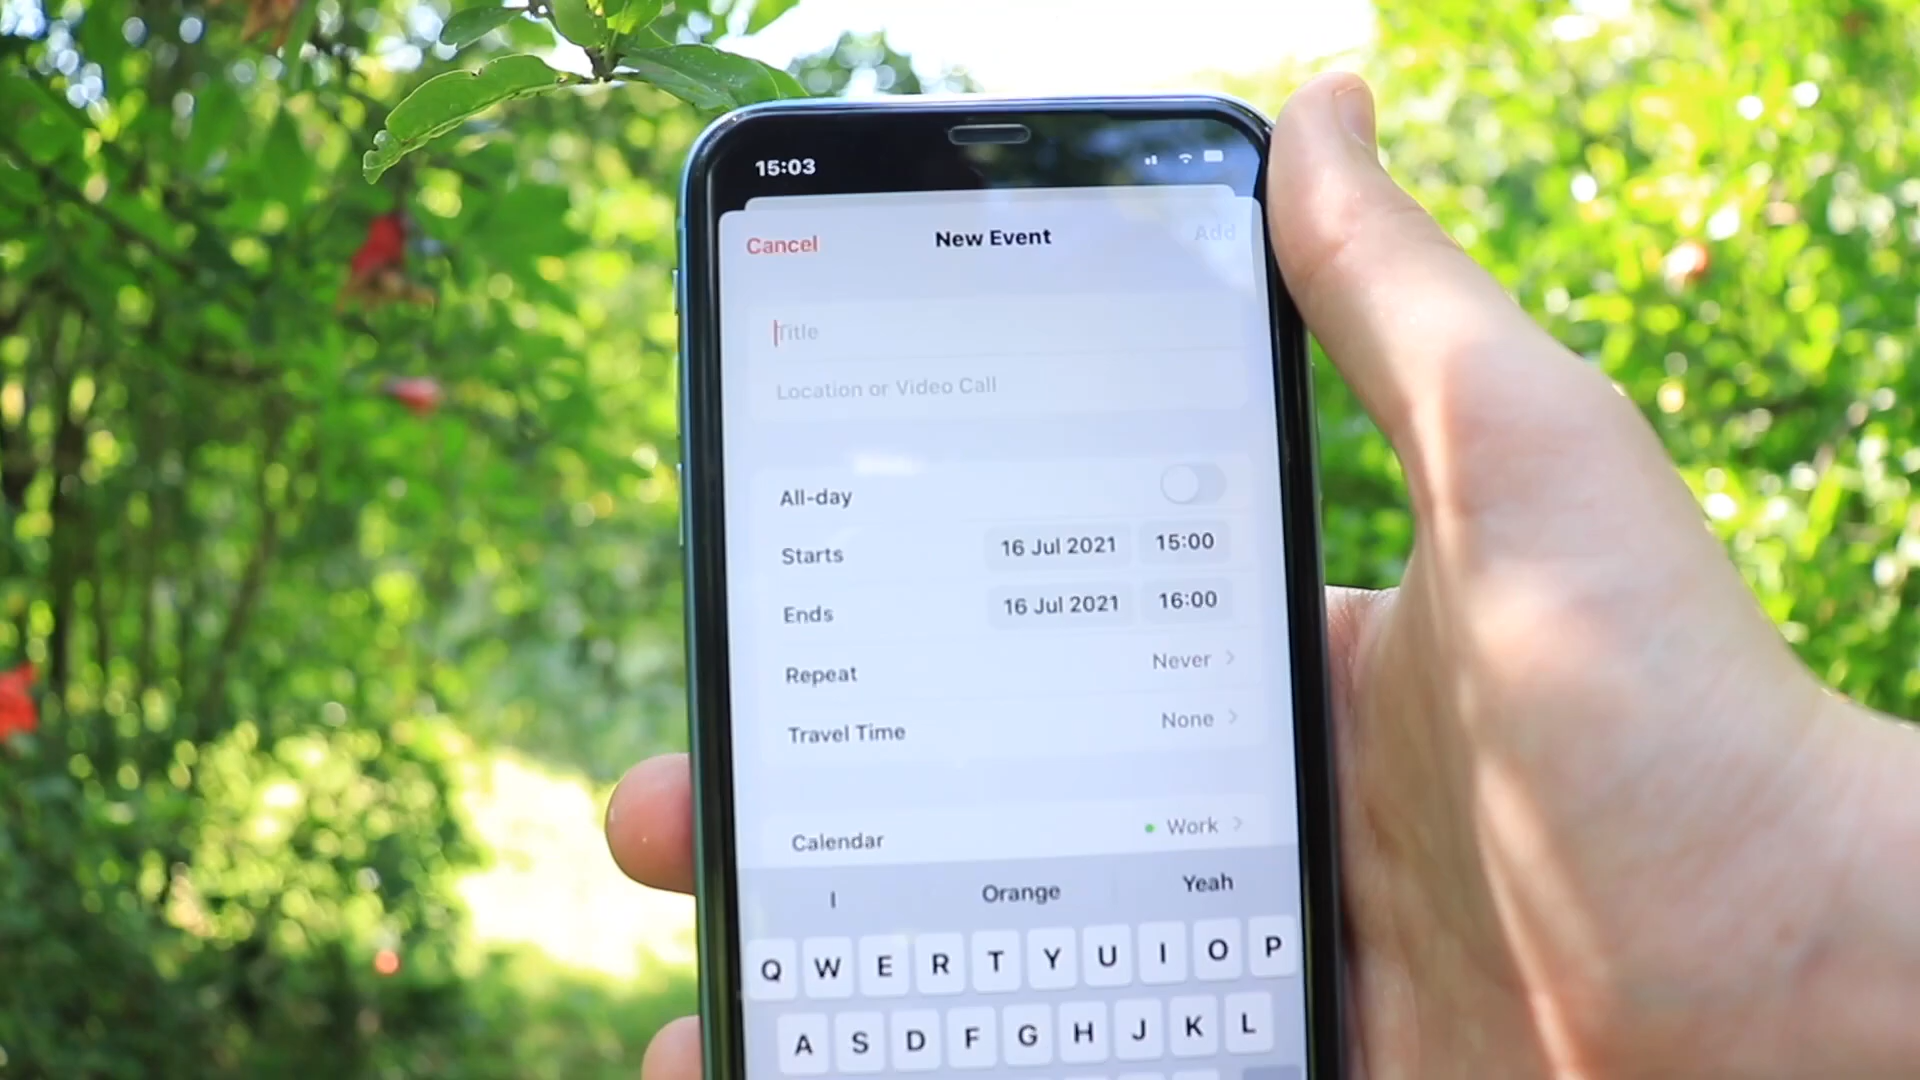 15:03
Cancel New Event Add
Title
Location or Video Call
All-day
Starts 16 Jul 2021 15:00
Ends 16 Jul 2021 16:00
Repeat Never
Travel Time None
Calendar Work
I Orange Yeah
Q W E R T Y U I O P
A S D F G H J K L